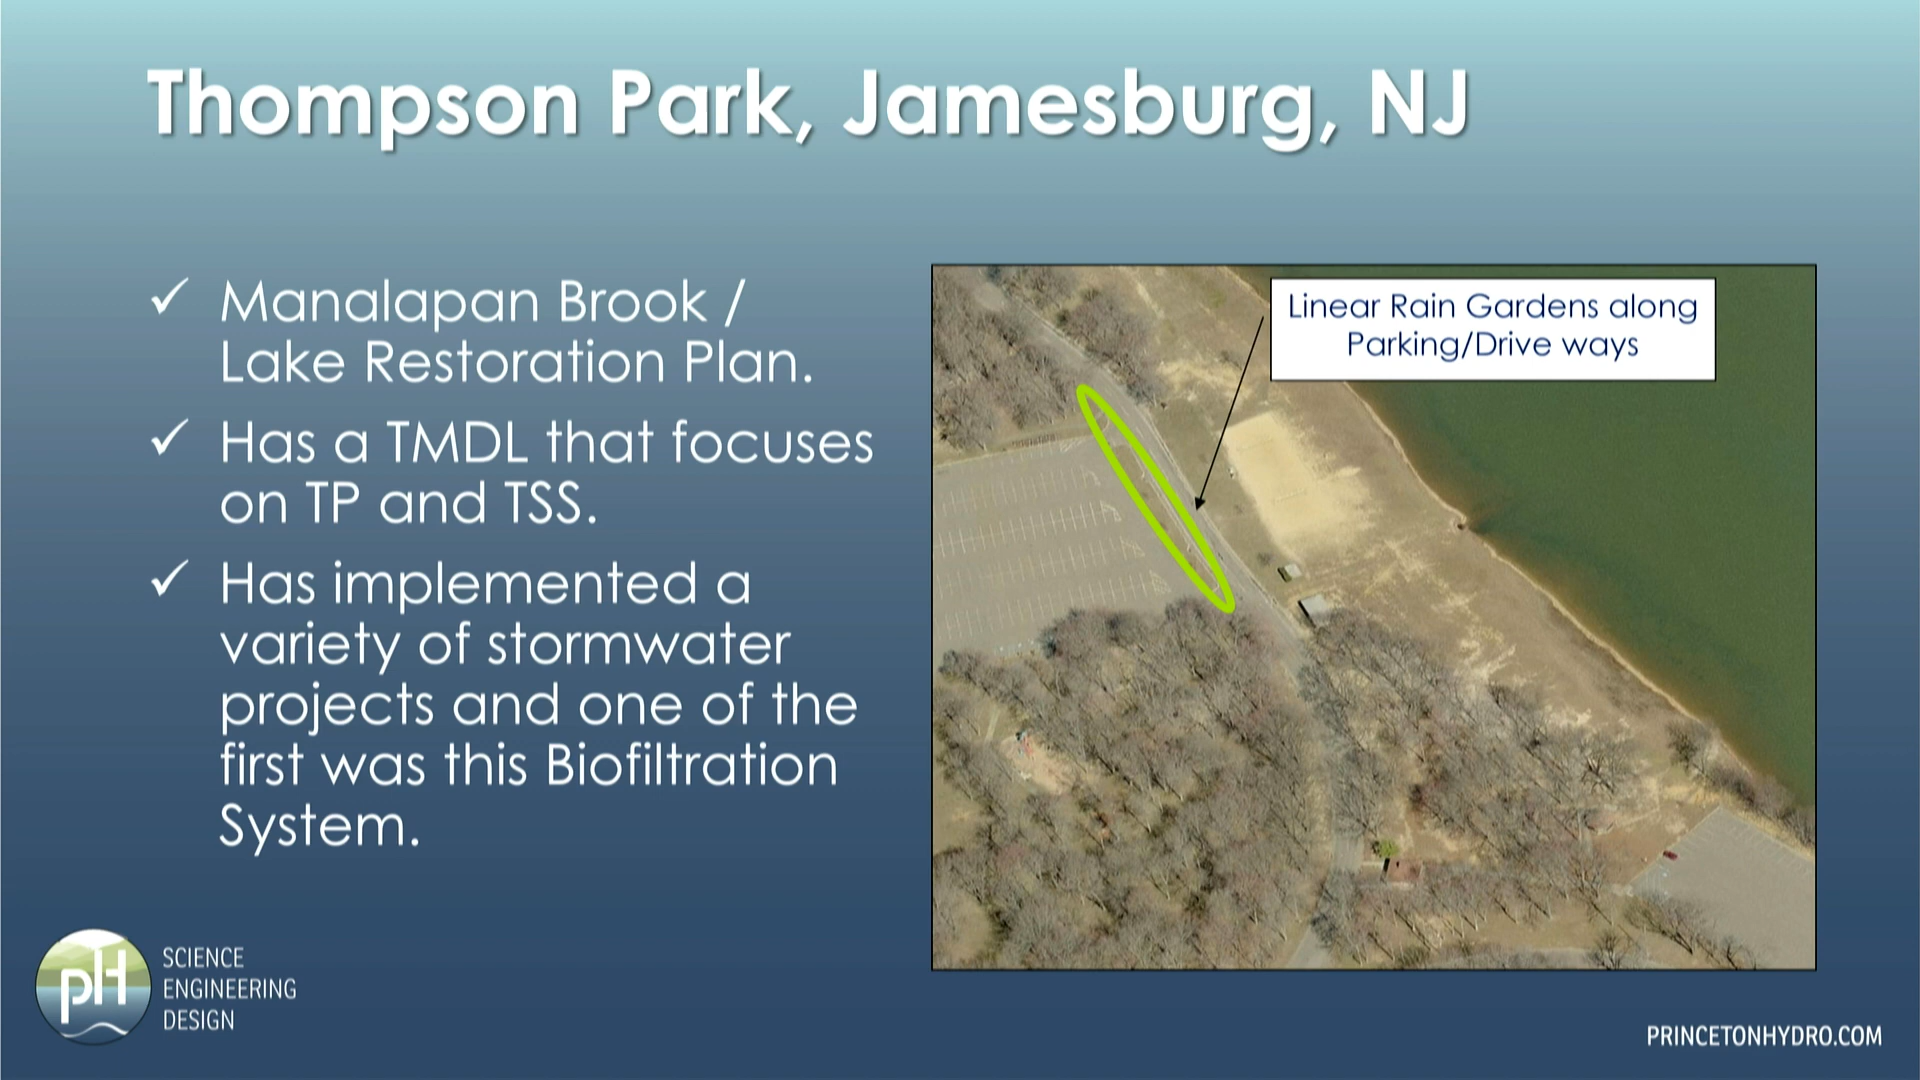 Thompson Park, Jamesburg, NJ
✓ Manalapan Brook /
Lake Restoration Plan.
✓ Has a TMDL that focuses
on TP and TSS.
✓ Has implemented a
variety of stormwater
projects and one of the
first was this Biofiltration
System.
Linear Rain Gardens along
Parking/Drive ways
pH
SCIENCE
ENGINEERING
DESIGN
PRINCETONHYDRO.COM